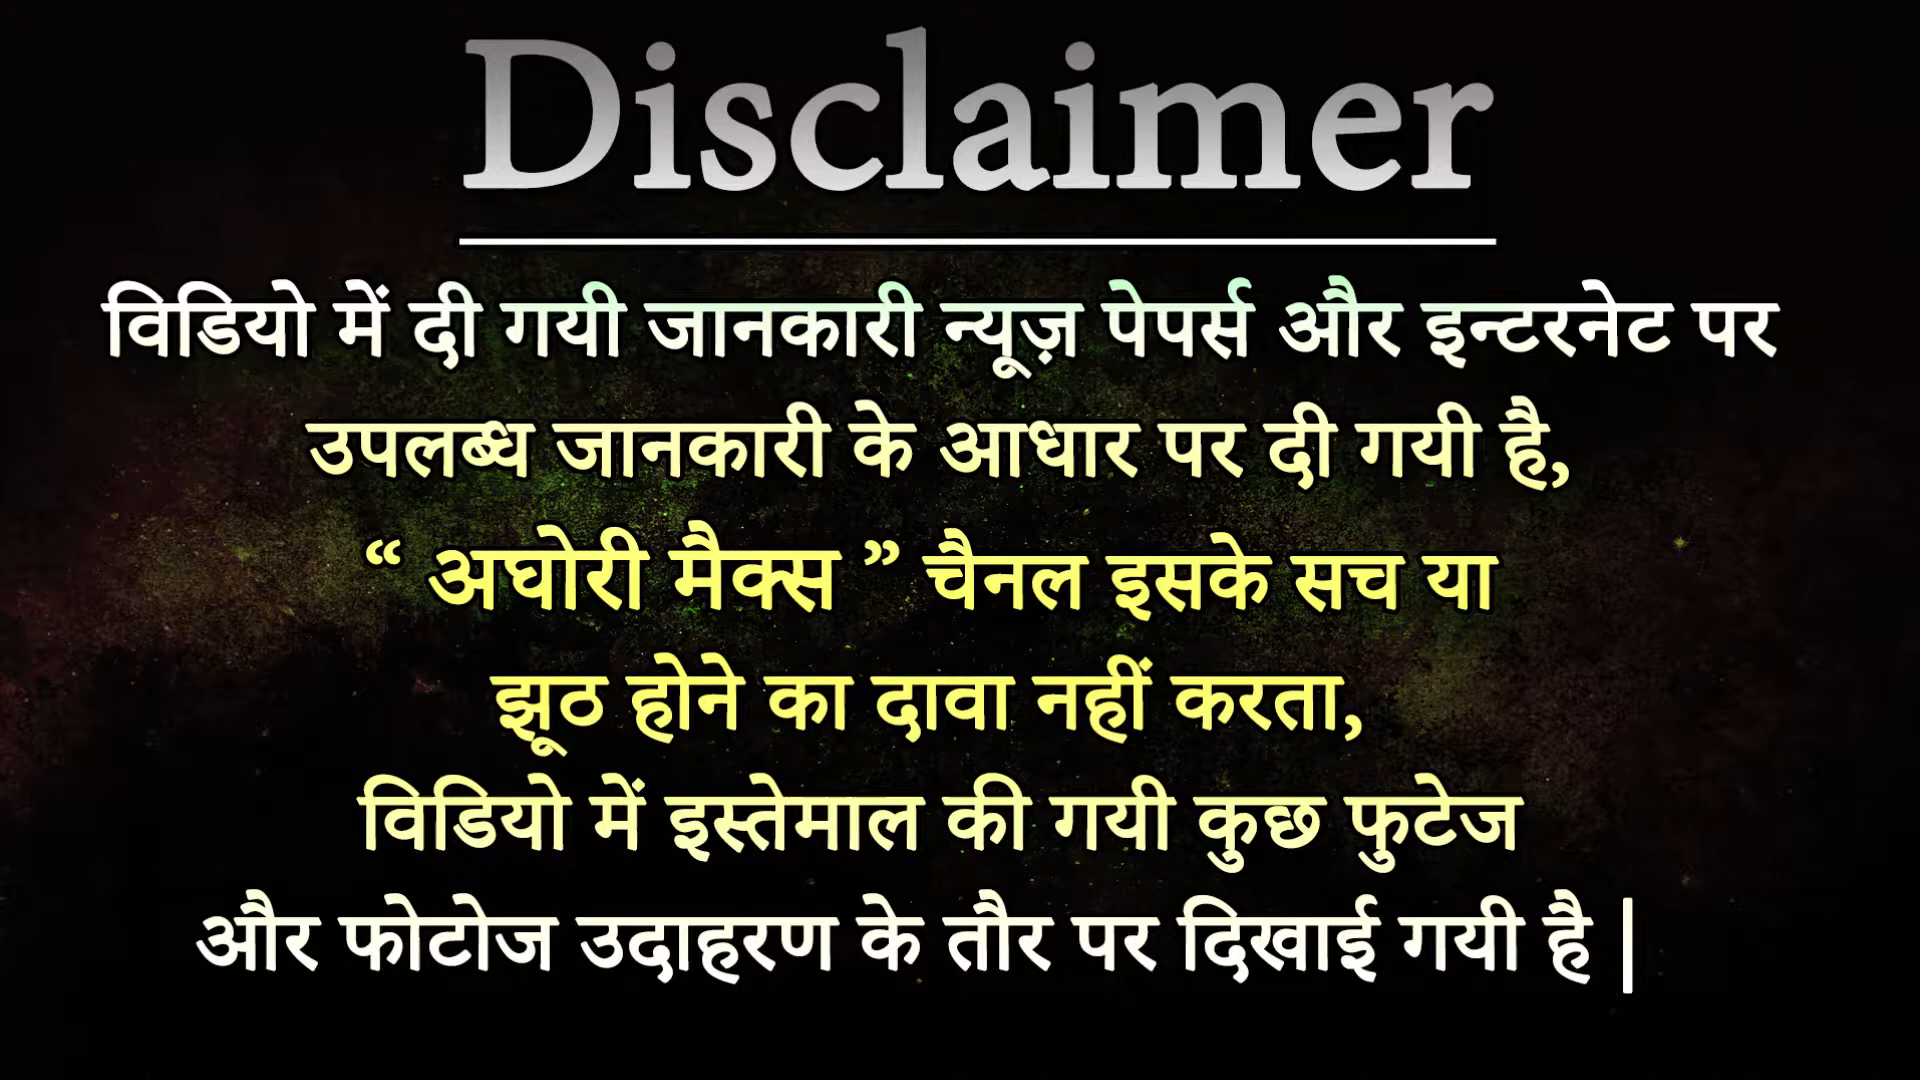 Disclaimer
विडियो में दी गयी जानकारी न्यूज़ पेपर्स और इन्टरनेट पर
उपलब्ध जानकारी के आधार पर दी गयी है,
“ अघोरी मैक्स ” चैनल इसके सच या
झूठ होने का दावा नहीं करता,
विडियो में इस्तेमाल की गयी कुछ फुटेज
और फोटोज उदाहरण के तौर पर दिखाई गयी है |